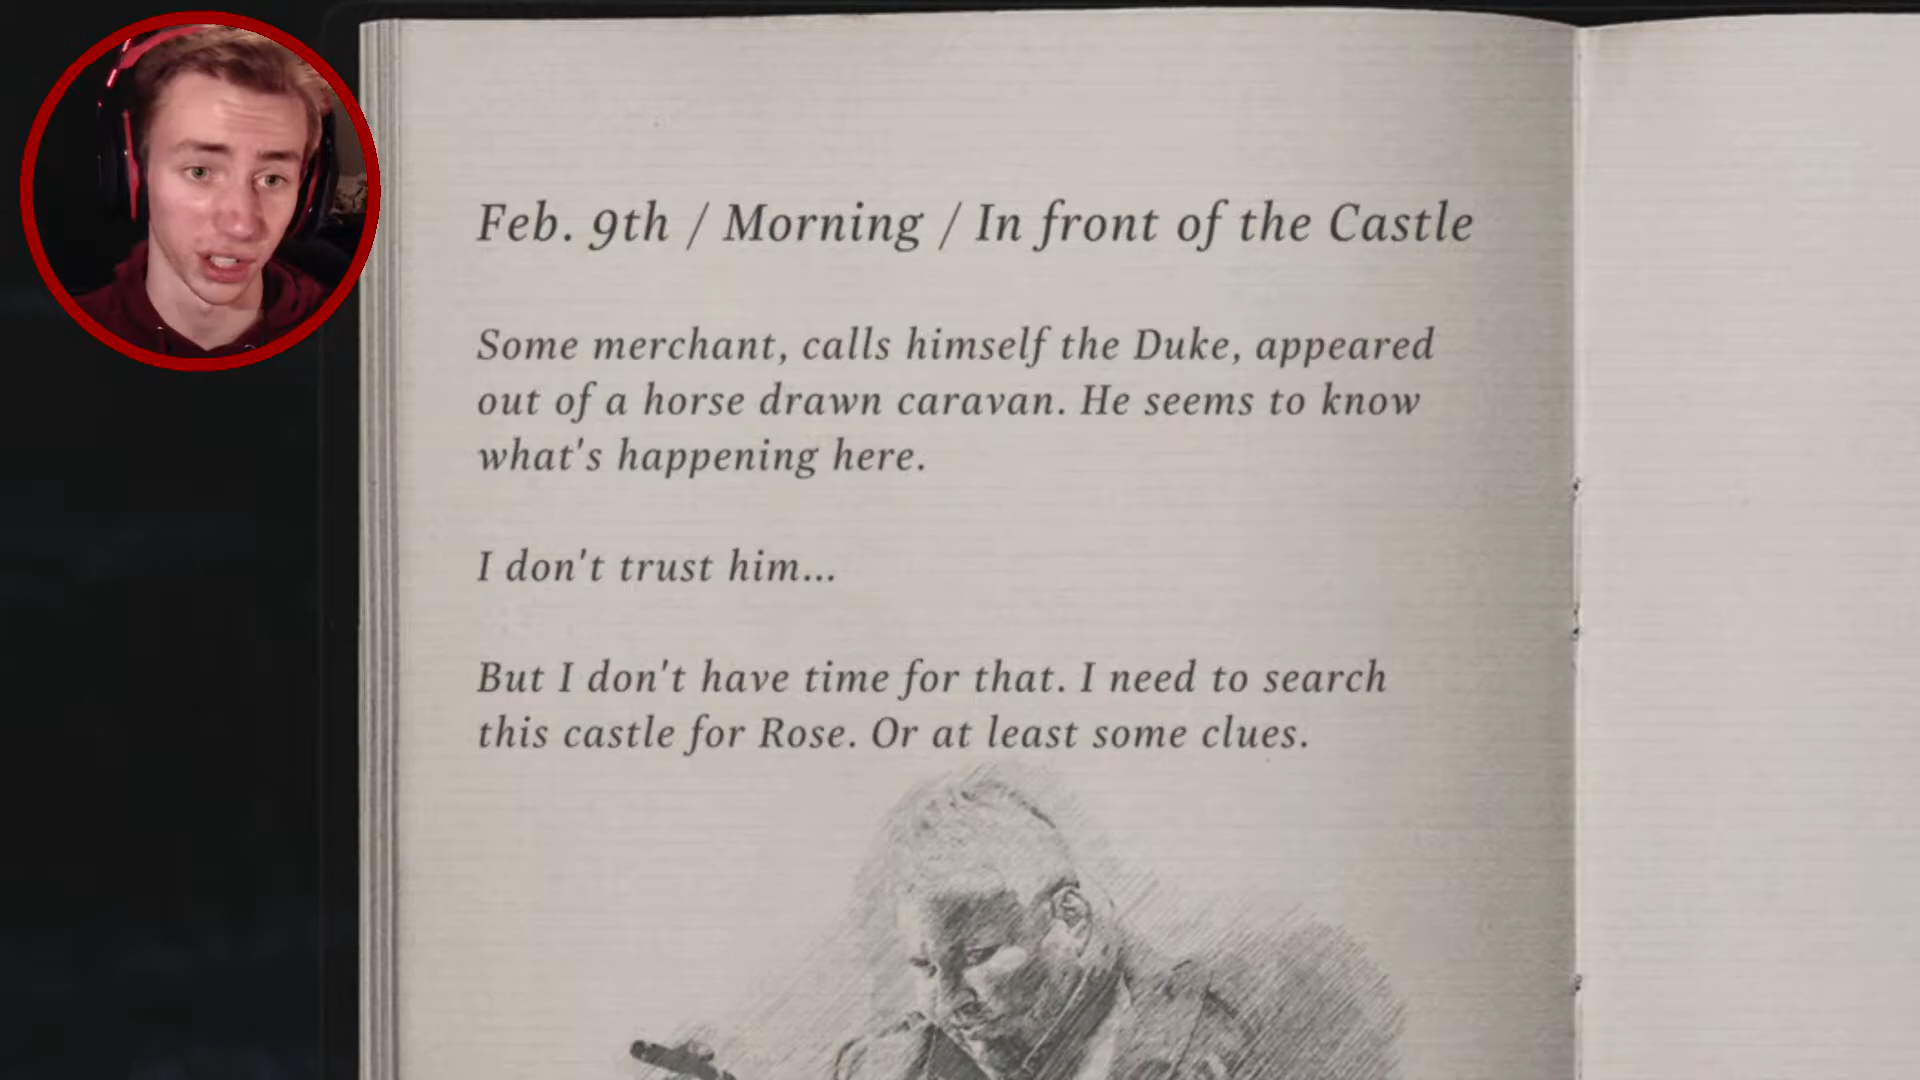 Feb. 9th / Morning / In front of the Castle
Some merchant, calls himself the Duke, appeared
out of a horse drawn caravan. He seems to know
what's happening here.
I don't trust him...
But I don't have time for that. I need to search
this castle for Rose. Or at least some clues.